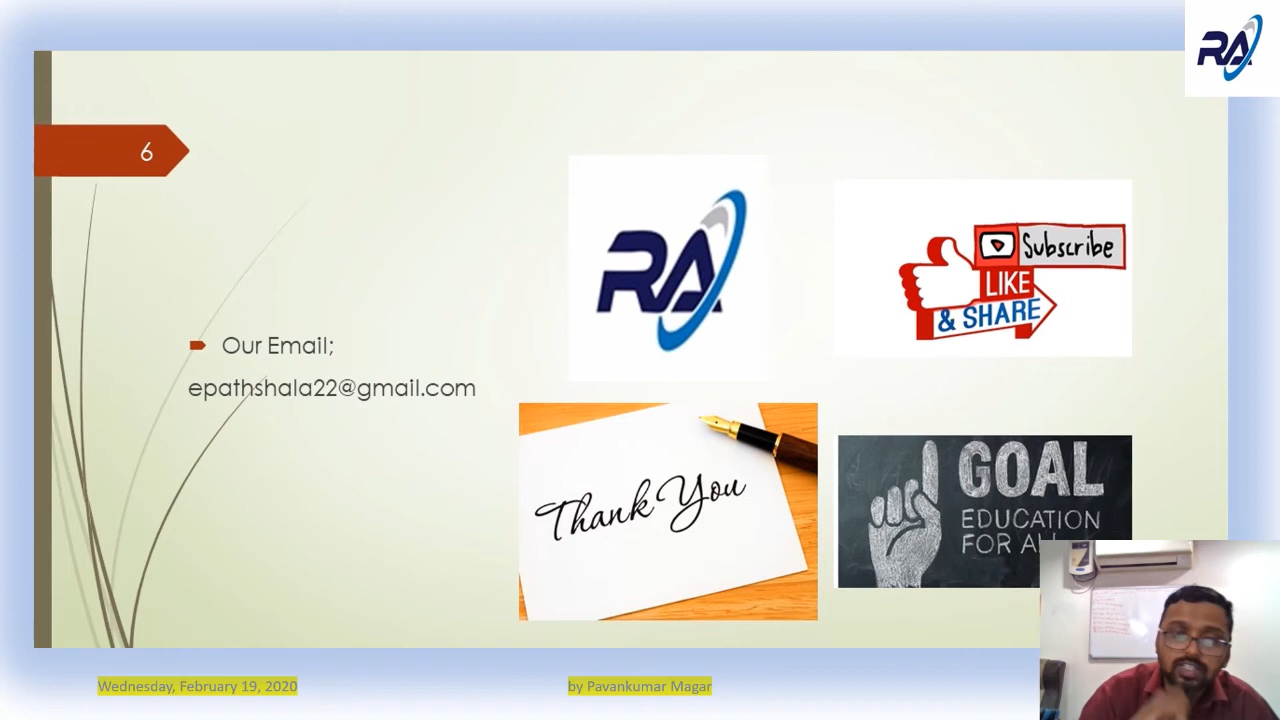 RA
6
RA
Subscribe
LIKE
& SHARE
Our Email;
epathshala22@gmail.com
Thank You
GOAL
EDUCATION
FOR
Wednesday, February 19, 2020
by Pavankumar Magar